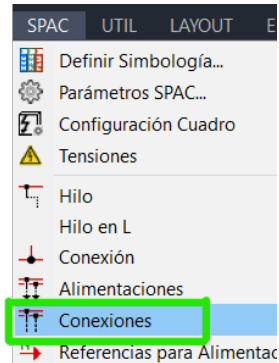 SPAC UTIL LAYOUT
Definir Simbología...
Parámetros SPAC...
Configuración Cuadro
Tensiones
Hilo
Hilo en L
Conexión
Alimentaciones
Conexiones
Referencias para Alimentac